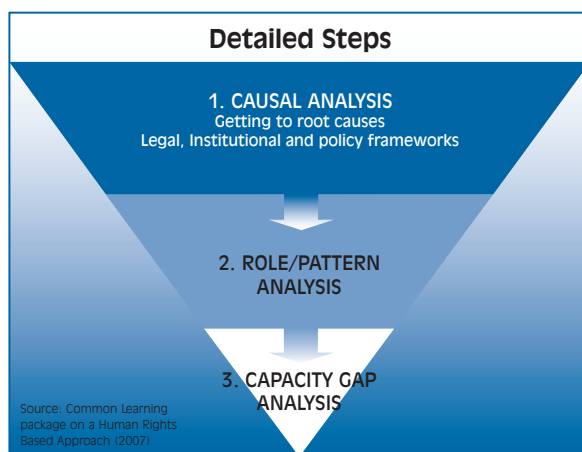 Detailed Steps
1. CAUSAL ANALYSIS
Getting to root causes
Legal, Institutional and policy frameworks
2. ROLE/PATTERN
ANALYSIS
3. CAPACITY GAP
ANALYSIS
Source: Common Learning
package on a Human Rights
Based Approach (2007)